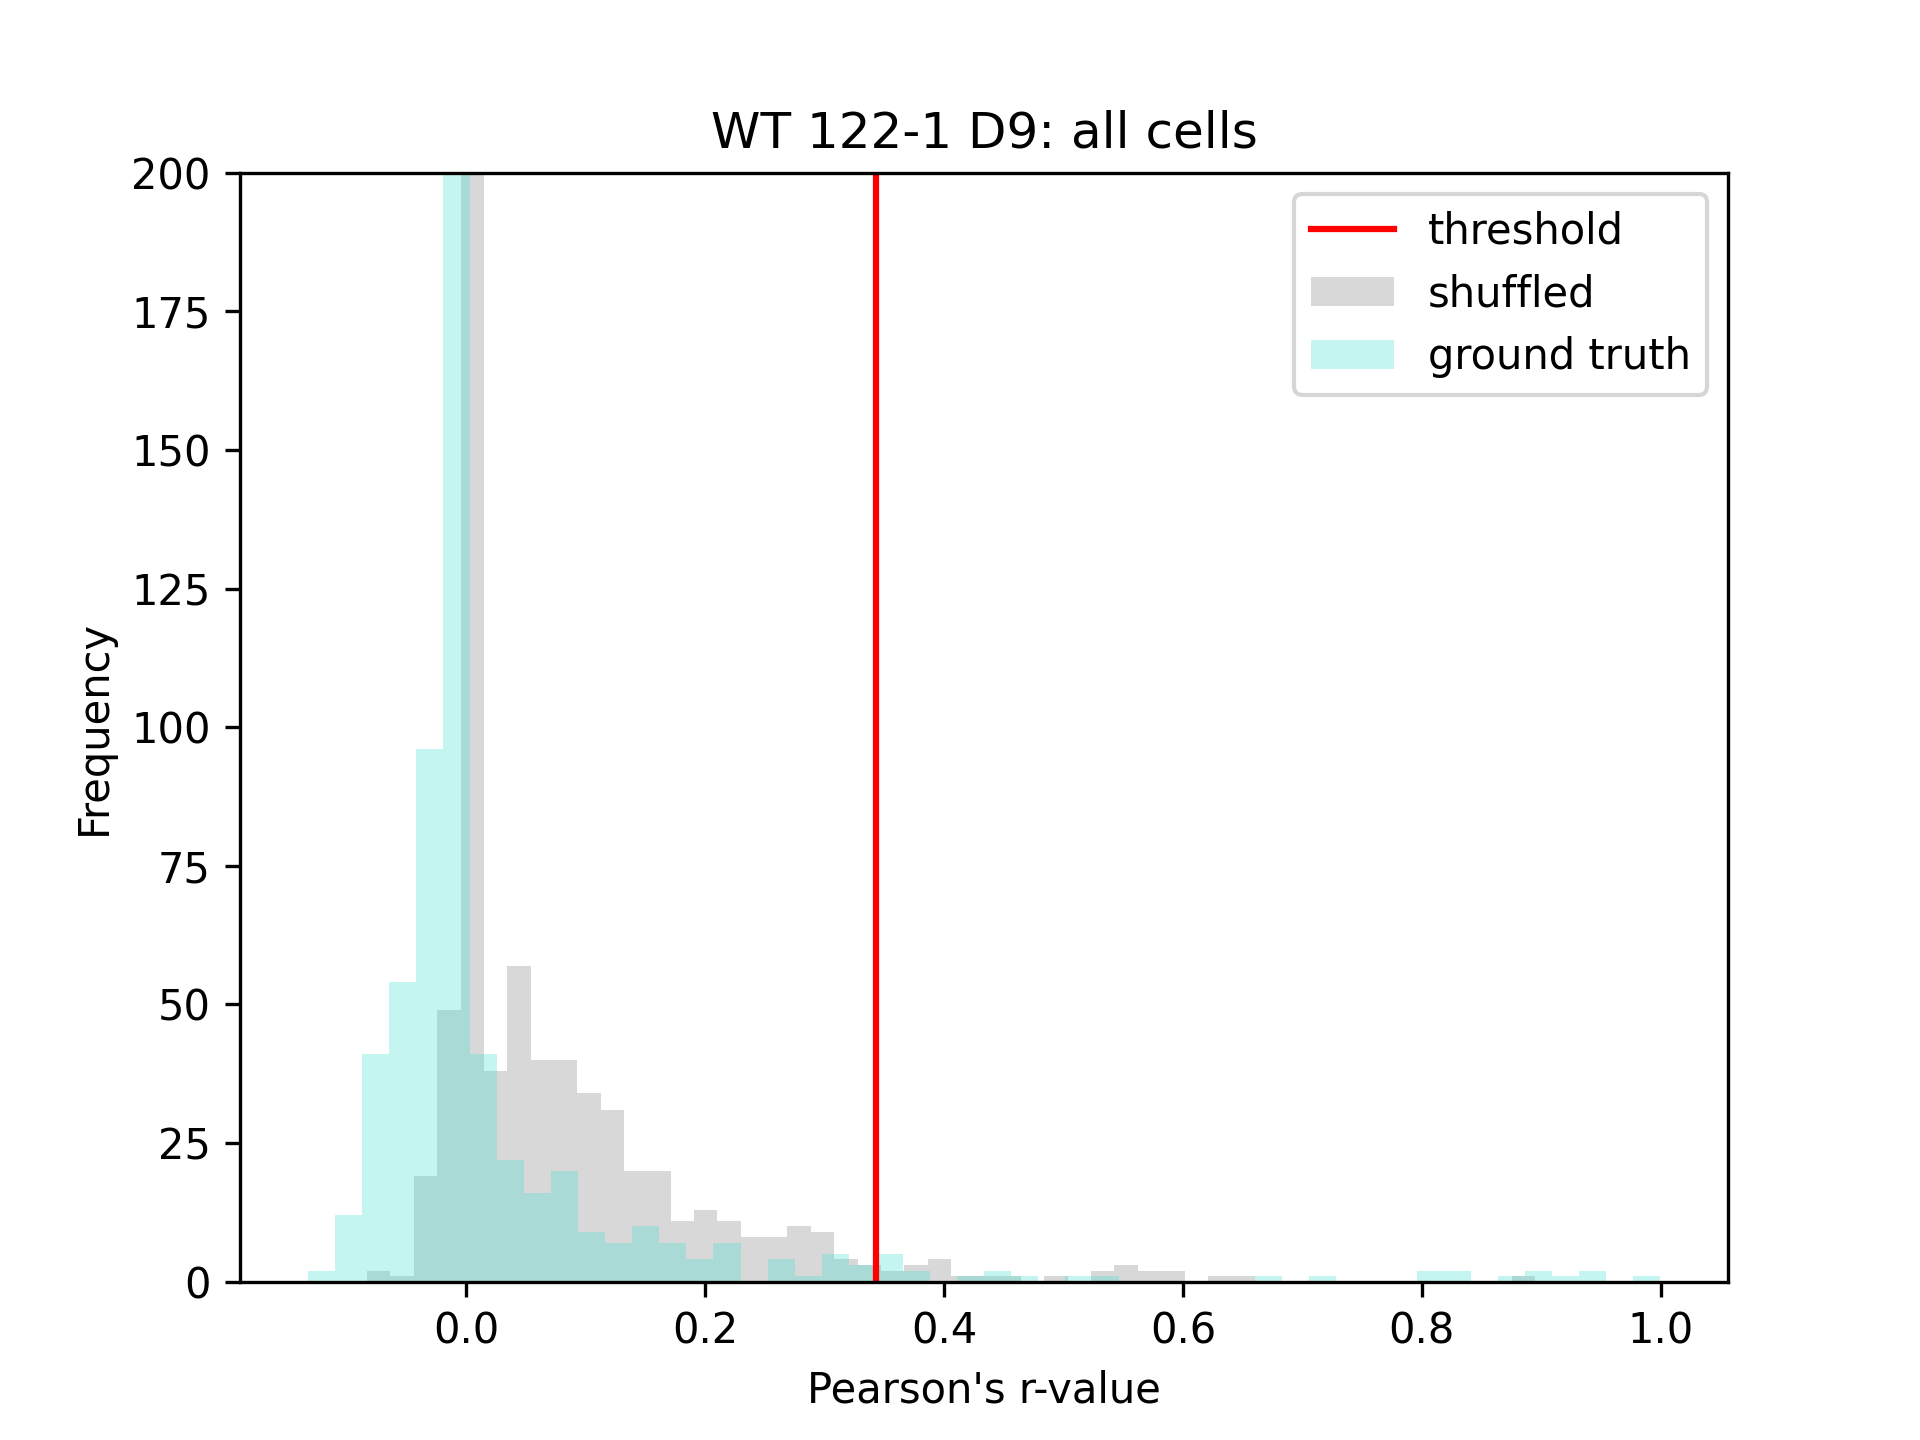 WT 122-1 D9: all cells
threshold
shuffled
ground truth
200
175
150
125
100
75
50
25
0
Frequency
0.0 0.2 0.4 0.6 0.8 1.0
Pearson's r-value